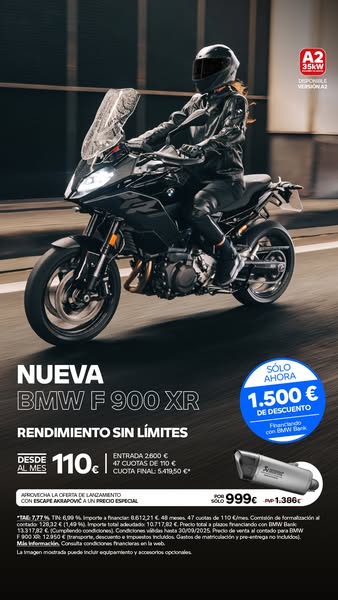 A2
35kW
DISPONIBLE
VERSIÓN A2
NUEVA
BMW F 900 XR
RENDIMIENTO SIN LÍMITES
SÓLO
AHORA
1.500 €
DE DESCUENTO
Financiando
con BMW Bank
DESDE
AL MES
110€
ENTRADA 2.600 €
47 CUOTAS DE 110 €
CUOTA FINAL: 5.419,50 €*
APROVECHA LA OFERTA DE LANZAMIENTO
CON ESCAPE AKRAPOVIČ A UN PRECIO ESPECIAL
POR
SOLO 999€
PVP 1.386€
*TAE: 7,77 %. TIN: 6,99 %. Importe a financiar: 8.612,21 €. 48 meses. 47 cuotas de 110 €/mes. Comisión de formalización al
contado: 128,32 € (1,49 %). Importe total adeudado: 10.717,82 €. Precio total a plazos financiando con BMW Bank:
13.317,82 €. (Cumpliendo condiciones). Condiciones válidas hasta 30/09/2025. Precio de venta al contado para BMW
F 900 XR: 12.950 € (transporte, descuento e impuestos incluidos. Gastos de matriculación y pre-entrega no incluidos).
Más Información. Consulta condiciones financieras en la web.
La imagen mostrada puede incluir equipamiento y accesorios opcionales.